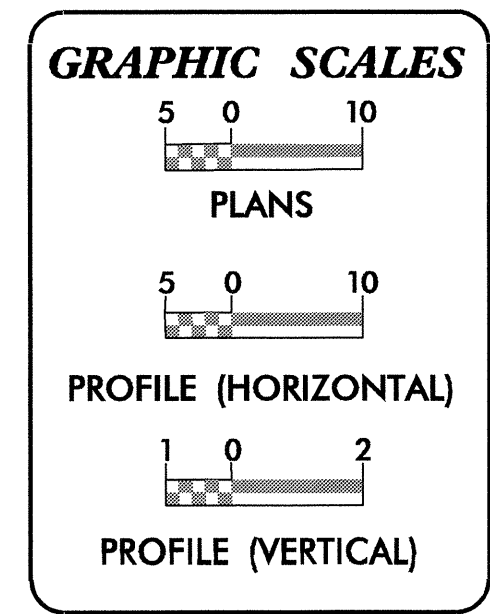 GRAPHIC SCALES
5 0 10
PLANS
5 0 10
PROFILE (HORIZONTAL)
1 0 2
PROFILE (VERTICAL)